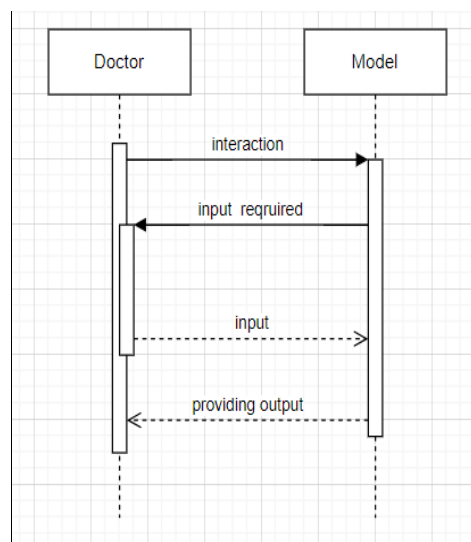 Doctor
Model
interaction
input reqruired
input
providing output